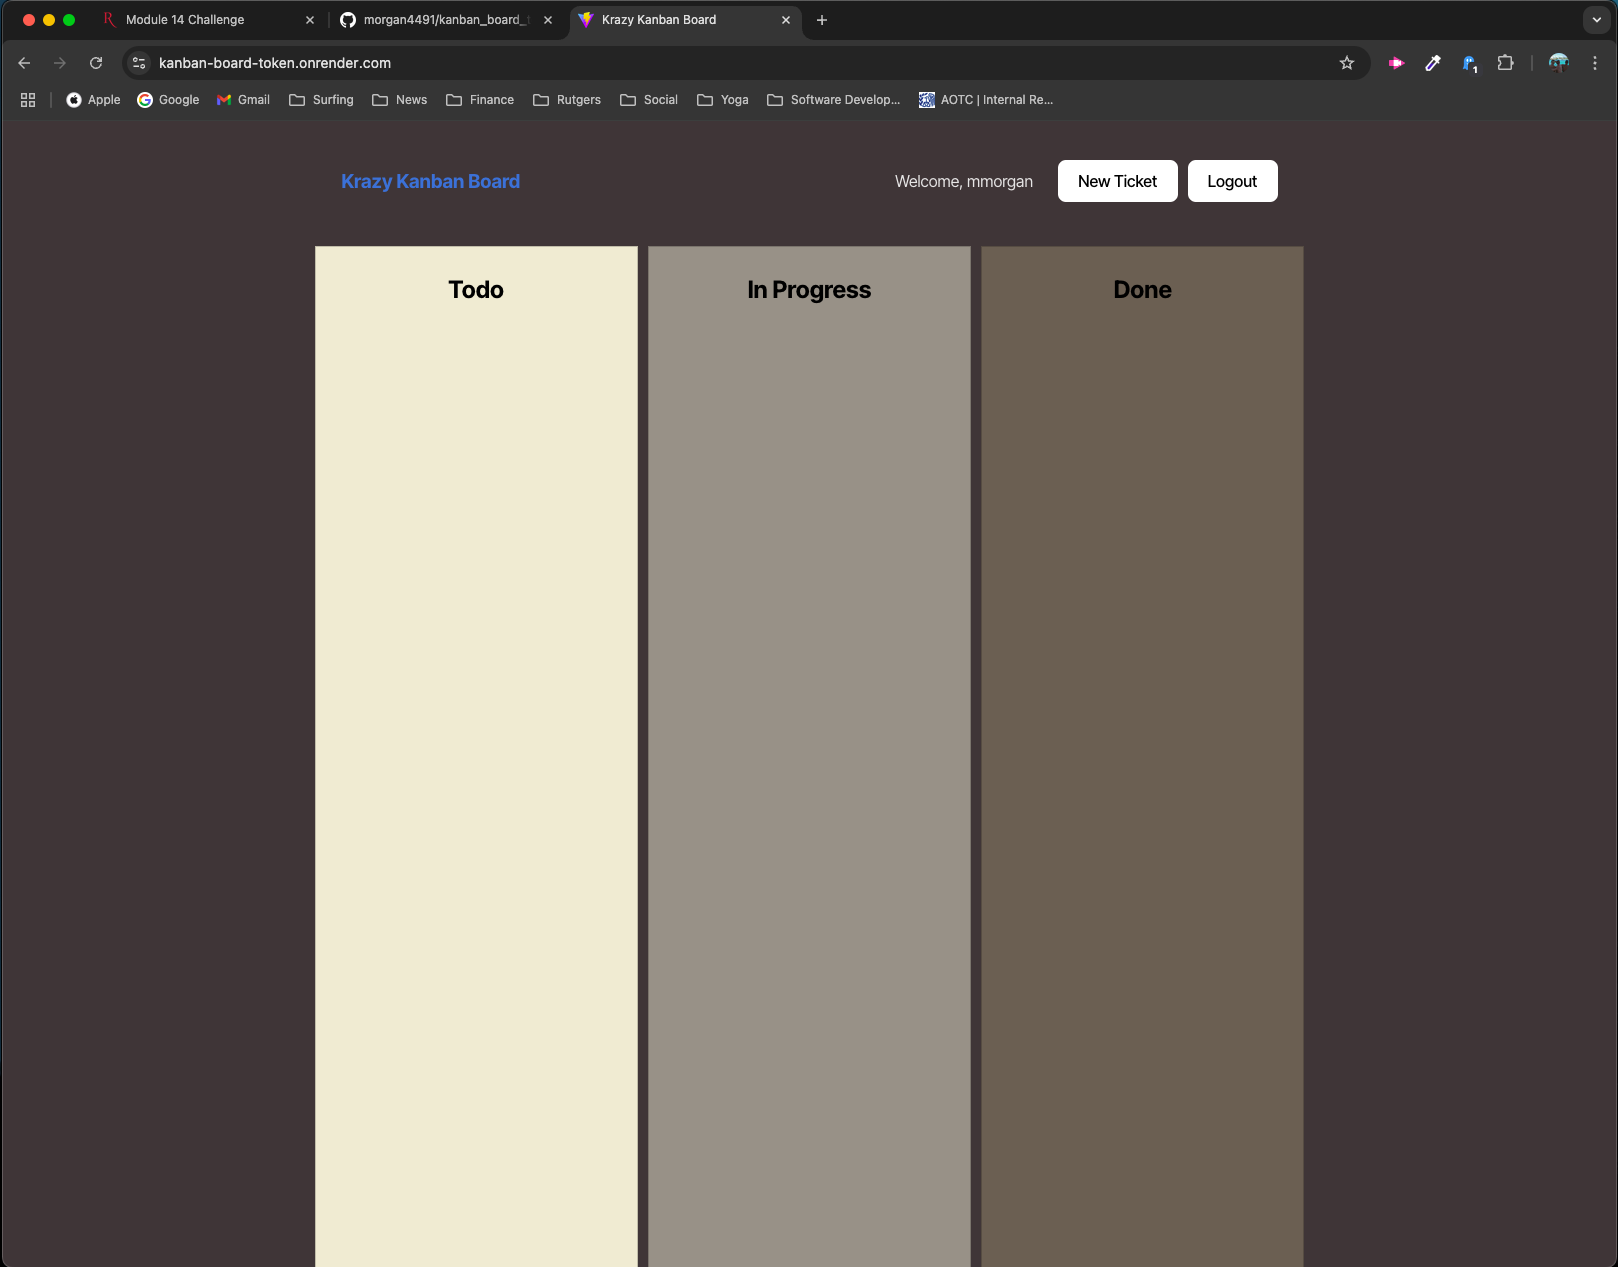 Module 14 Challenge
morgan4491/kanban_board_
Krazy Kanban Board
kanban-board-token.onrender.com
1
Apple
Google
Gmail
Surfing
News
Finance
Rutgers
Social
Yoga
Software Develop...
AOTC | Internal Re...
Krazy Kanban Board
Welcome, mmorgan
New Ticket
Logout
Todo
In Progress
Done